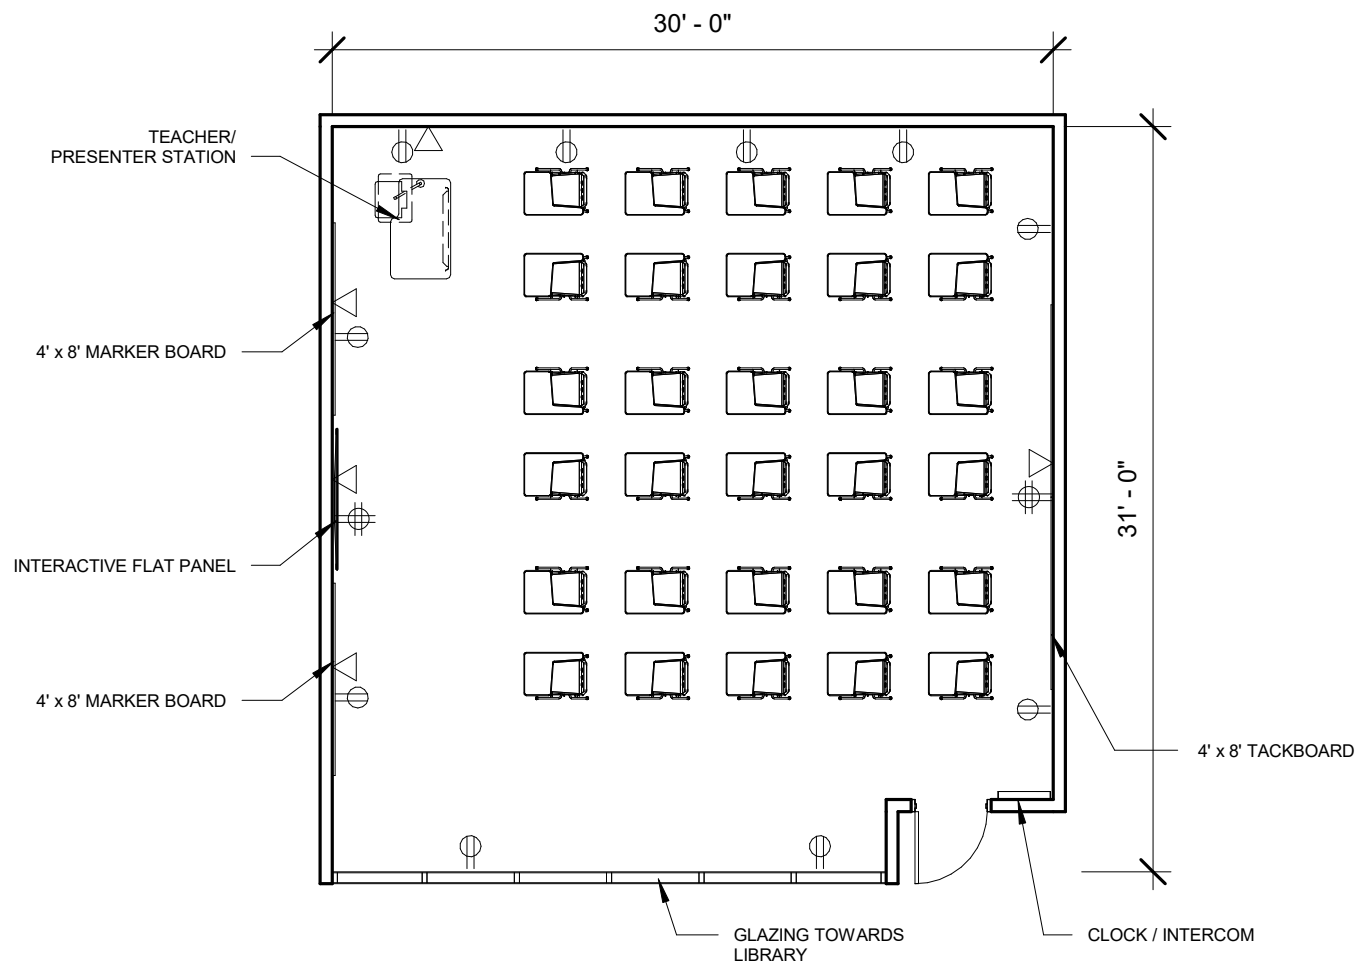 30' - 0"
TEACHER/
PRESENTER STATION
4' x 8' MARKER BOARD
31' - 0"
INTERACTIVE FLAT PANEL
4' x 8' MARKER BOARD
4' x 8' TACKBOARD
GLAZING TOWARDS
LIBRARY
CLOCK / INTERCOM